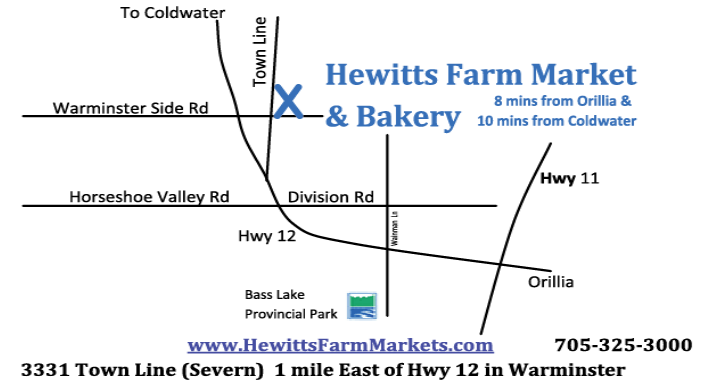 To Coldwater
Town Line
Hewitts Farm Market
& Bakery
8 mins from Orillia &
10 mins from Coldwater
Warminster Side Rd
Hwy 11
Horseshoe Valley Rd
Division Rd
Wainman Ln
Hwy 12
Orillia
Bass Lake
Provincial Park
www.HewittsFarmMarkets.com
705-325-3000
3331 Town Line (Severn) 1 mile East of Hwy 12 in Warminster